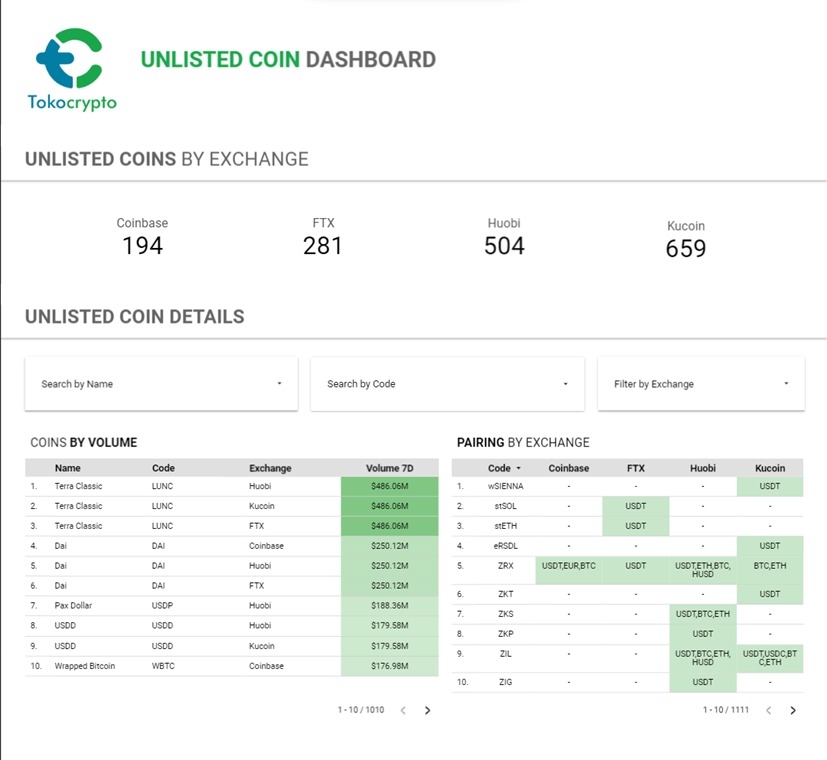 UNLISTED COIN DASHBOARD
Tokocrypto
UNLISTED COINS BY EXCHANGE
Coinbase FTX Huobi Kucoin
194 281 504 659
UNLISTED COIN DETAILS
Search by Name Search by Code Filter by Exchange
COINS BY VOLUME
Name Code Exchange Volume 7D
1. Terra Classic LUNC Huobi $486.06M
2. Terra Classic LUNC Kucoin $486.06M
3. Terra Classic LUNC FTX $486.06M
4. Dai DAI Coinbase $250.12M
5. Dai DAI Huobi $250.12M
6. Dai DAI FTX $250.12M
7. Pax Dollar USDP Huobi $188.36M
8. USDD USDD Huobi $179.58M
9. USDD USDD Kucoin $179.58M
10. Wrapped Bitcoin WBTC Coinbase $176.98M
1 - 10 / 1010
PAIRING BY EXCHANGE
Code Coinbase FTX Huobi Kucoin
1. wSIENNA - - - USDT
2. stSOL - USDT - -
3. stETH - USDT - -
4. eRSDL - - - USDT
5. ZRX USDT,EUR,BTC USDT USDT,ETH,BTC, BTC,ETH
HUSD
6. ZKT - - - USDT
7. ZKS - - USDT,BTC,ETH -
8. ZKP - - USDT -
9. ZIL - - USDT,BTC,ETH, USDT,USDC,BT
HUSD C,ETH
10. ZIG - - USDT -
1 - 10 / 1111